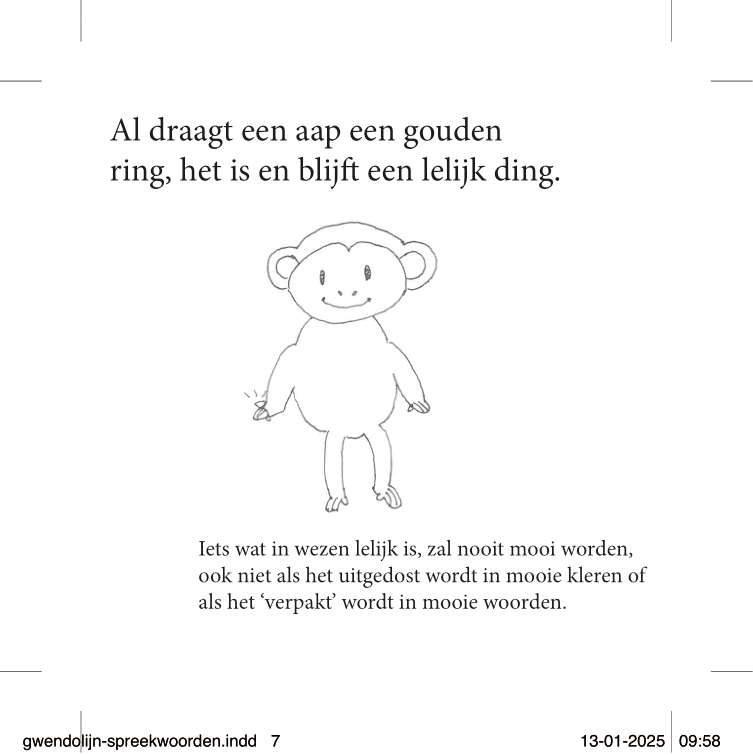 Al draagt een aap een gouden
ring, het is en blijft een lelijk ding.
Iets wat in wezen lelijk is, zal nooit mooi worden,
ook niet als het uitgedost wordt in mooie kleren of
als het ‘verpakt’ wordt in mooie woorden.
gwendolijn-spreekwoorden.indd 7 13-01-2025 09:58